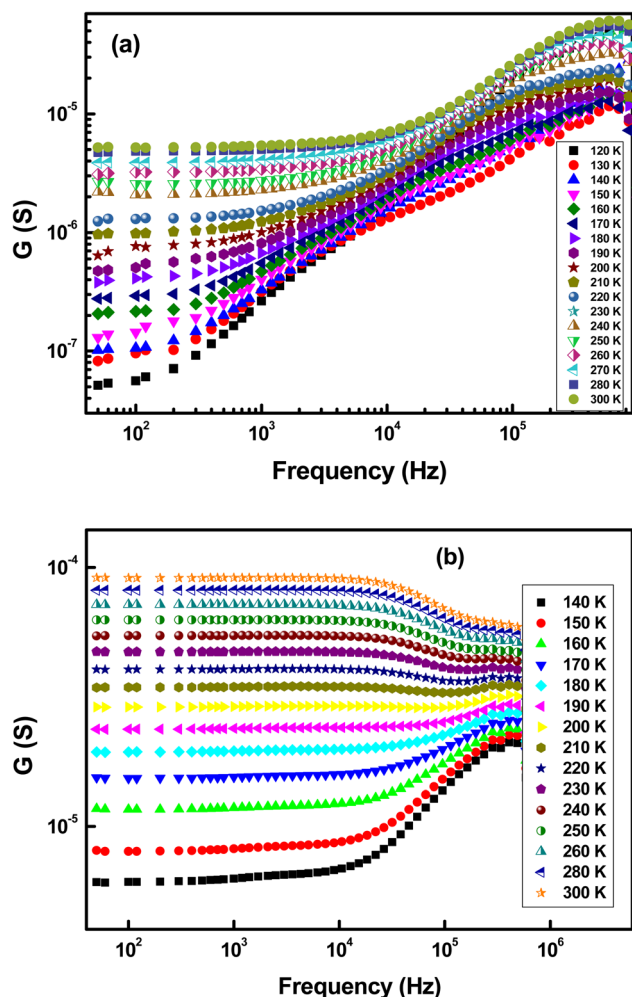 (a)
10⁻⁵
10⁻⁶
10⁻⁷
G (S)
10² 10³ 10⁴ 10⁵
Frequency (Hz)
120 K
130 K
140 K
150 K
160 K
170 K
180 K
190 K
200 K
210 K
220 K
230 K
240 K
250 K
260 K
270 K
280 K
300 K
(b)
10⁻⁴
10⁻⁵
G (S)
10² 10³ 10⁴ 10⁵ 10⁶
Frequency (Hz)
140 K
150 K
160 K
170 K
180 K
190 K
200 K
210 K
220 K
230 K
240 K
250 K
260 K
280 K
300 K